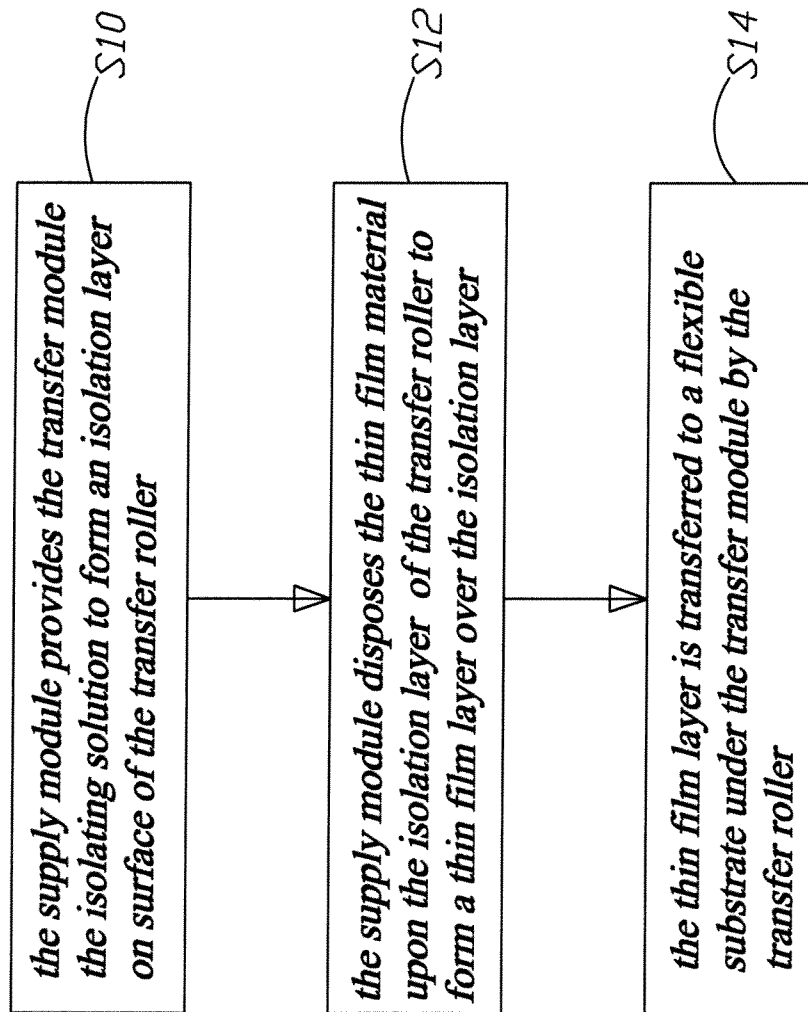 the supply module provides the transfer module
the isolating solution to form an isolation layer
on surface of the transfer roller
S10
the supply module disposes the thin film material
upon the isolation layer of the transfer roller to
form a thin film layer over the isolation layer
S12
the thin film layer is transferred to a flexible
substrate under the transfer module by the
transfer roller
S14